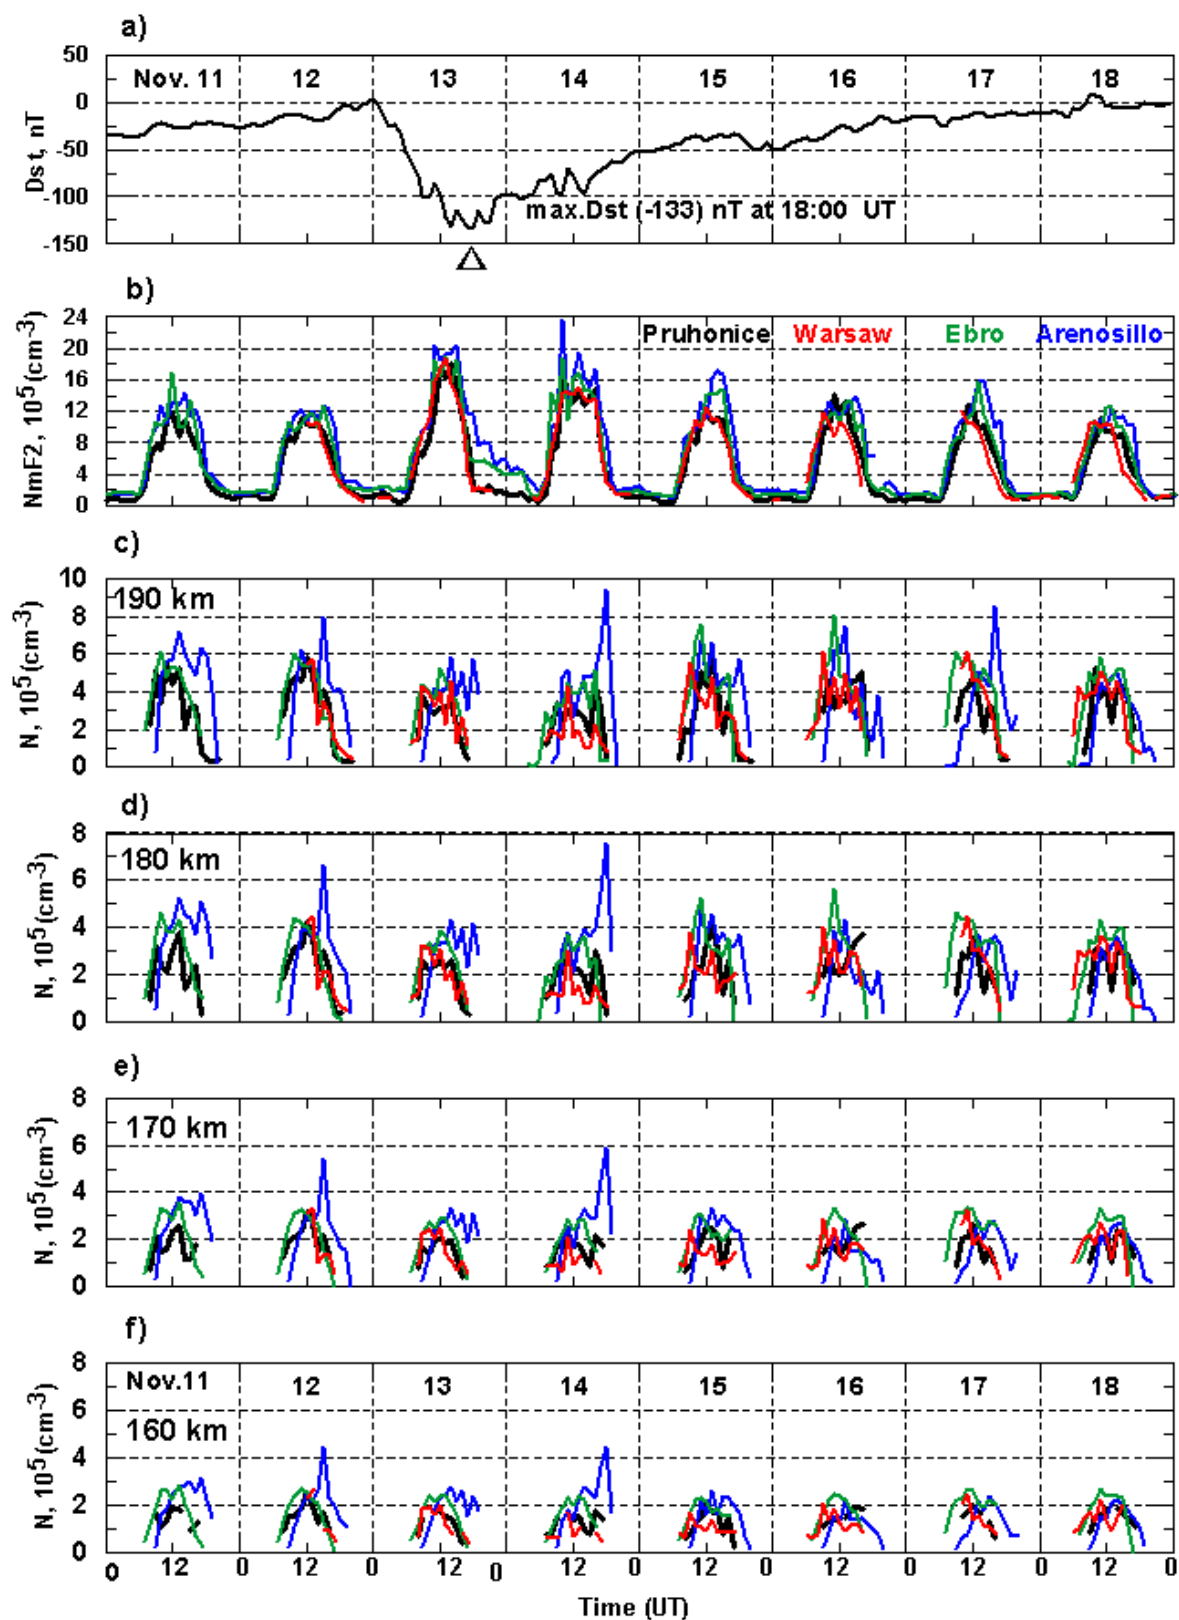 a)
50
0
-50
-100
-150
Dst, nT
Nov. 11 12 13 14 15 16 17 18
max.Dst (-133) nT at 18:00 UT
b)
24
20
16
12
8
4
0
NmF2, 10^5 (cm^-3)
Pruhonice Warsaw Ebro Arenosillo
c)
10
8
6
4
2
0
N, 10^5 (cm^-3)
190 km
d)
8
6
4
2
0
N, 10^5 (cm^-3)
180 km
e)
8
6
4
2
0
N, 10^5 (cm^-3)
170 km
f)
8
6
4
2
0
N, 10^5 (cm^-3)
Nov.11 12 13 14 15 16 17 18
160 km
0 12 0 12 0 12 0 12 0 12 0 12 0 12 0 12 0
Time (UT)